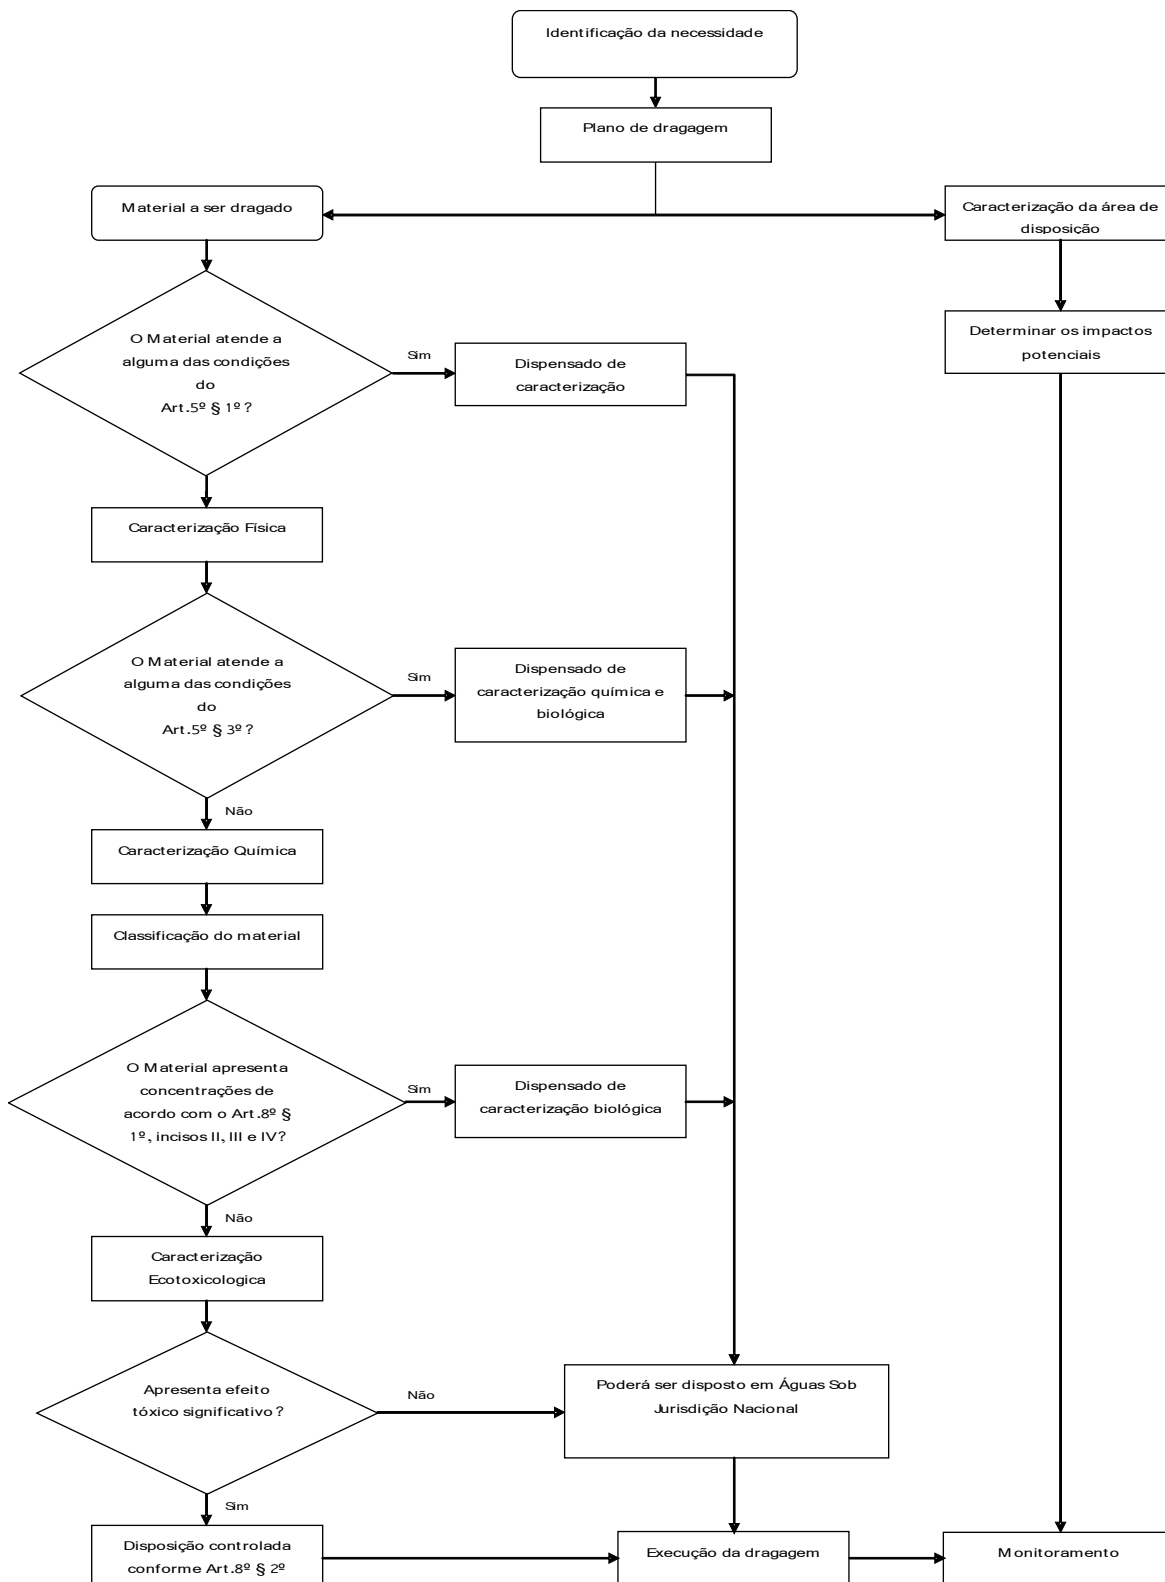 Identificação da necessidade
Plano de dragagem
Material a ser dragado
Caracterização da área de
disposição
O Material atende a
alguma das condições
do
Art.5º § 1º?
Sim
Dispensado de
caracterização
Determinar os impactos
potenciais
Caracterização Física
O Material atende a
alguma das condições
do
Art.5º § 3º?
Sim
Dispensado de
caracterização química e
biológica
Não
Caracterização Química
Classificação do material
O Material apresenta
concentrações de
acordo com o Art.8º §
1º, incisos II, III e IV?
Sim
Dispensado de
caracterização biológica
Não
Caracterização
Ecotoxicologica
Apresenta efeito
tóxico significativo?
Não
Poderá ser disposto em Águas Sob
Jurisdição Nacional
Sim
Disposição controlada
conforme Art.8º § 2º
Execução da dragagem
Monitoramento